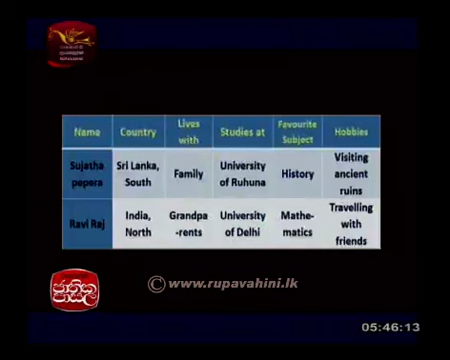 Name Country Lives with Studies at Favourite Subject Hobbies
Sujatha pepera Sri Lanka, South Family University of Ruhuna History Visiting ancient ruins
Ravi Raj India, North Grandpa -rents University of Delhi Mathe- matics Travelling with friends
ජාතික
පාසල
© www.rupavahini.lk
05:46:13